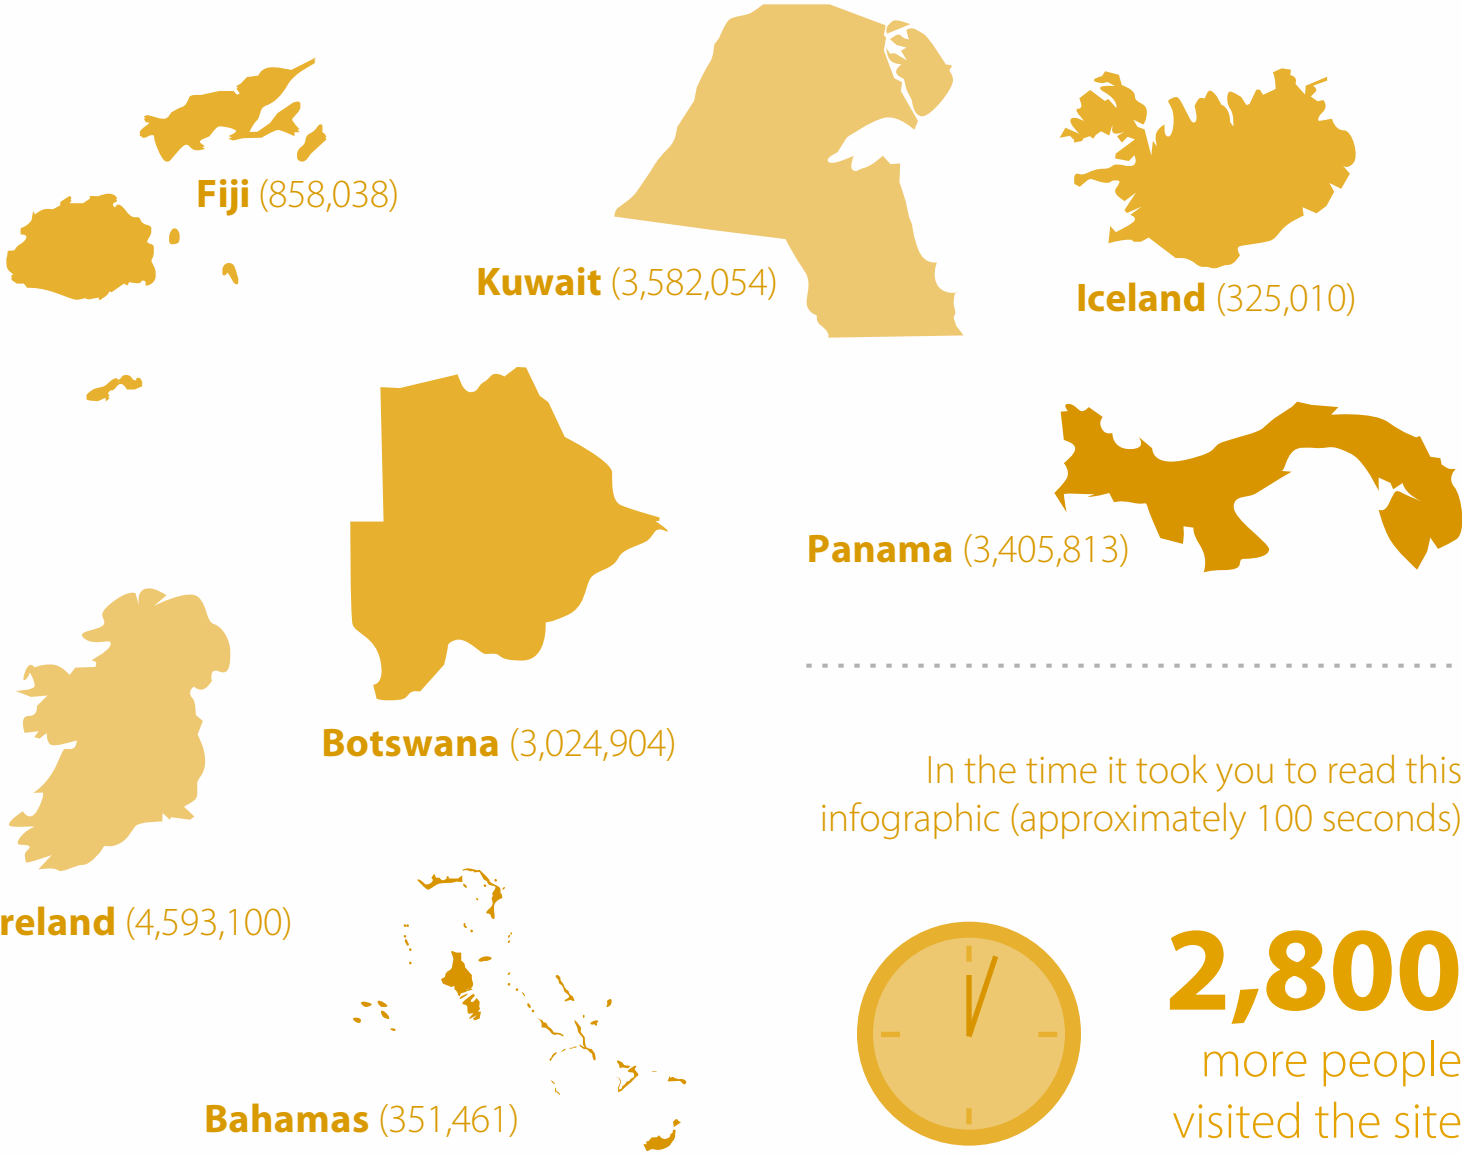 Fiji (858,038)
Kuwait (3,582,054)
Iceland (325,010)
Panama (3,405,813)
Botswana (3,024,904)
reland (4,593,100)
Bahamas (351,461)
In the time it took you to read this
infographic (approximately 100 seconds)
2,800
more people
visited the site